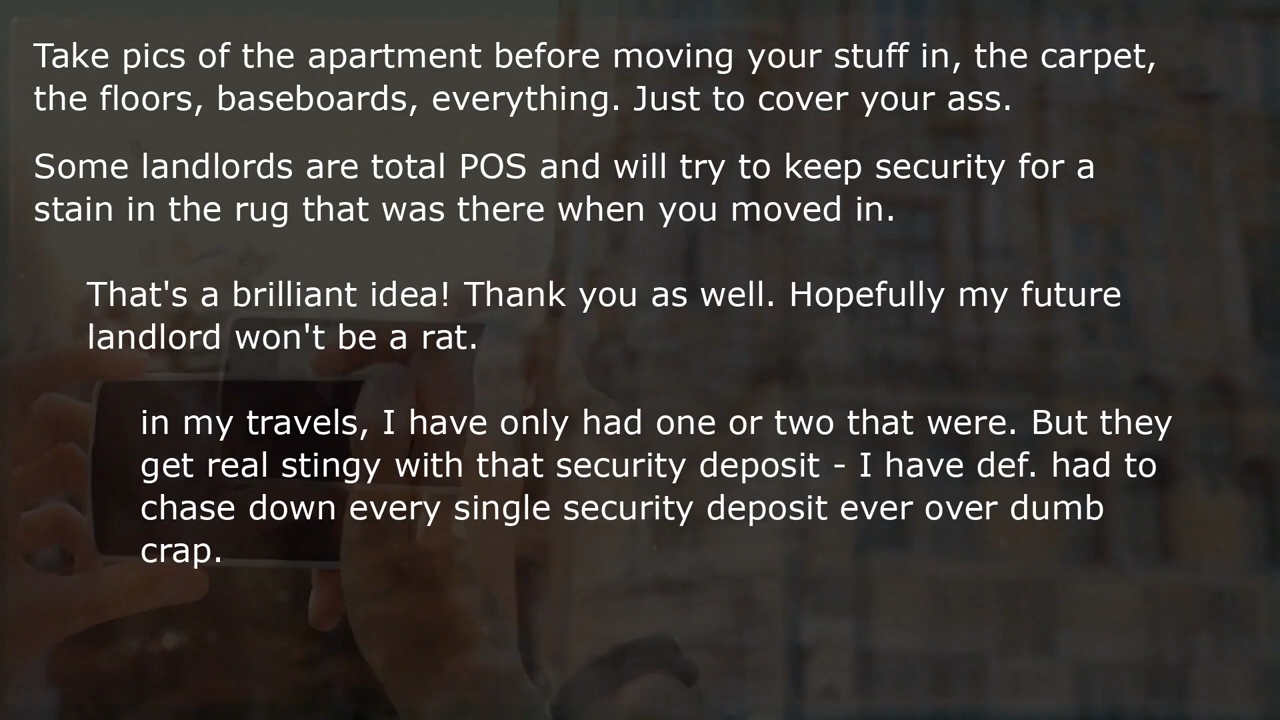 Take pics of the apartment before moving your stuff in, the carpet,
the floors, baseboards, everything. Just to cover your ass.
Some landlords are total POS and will try to keep security for a
stain in the rug that was there when you moved in.
That's a brilliant idea! Thank you as well. Hopefully my future
landlord won't be a rat.
in my travels, I have only had one or two that were. But they
get real stingy with that security deposit - I have def. had to
chase down every single security deposit ever over dumb
crap.